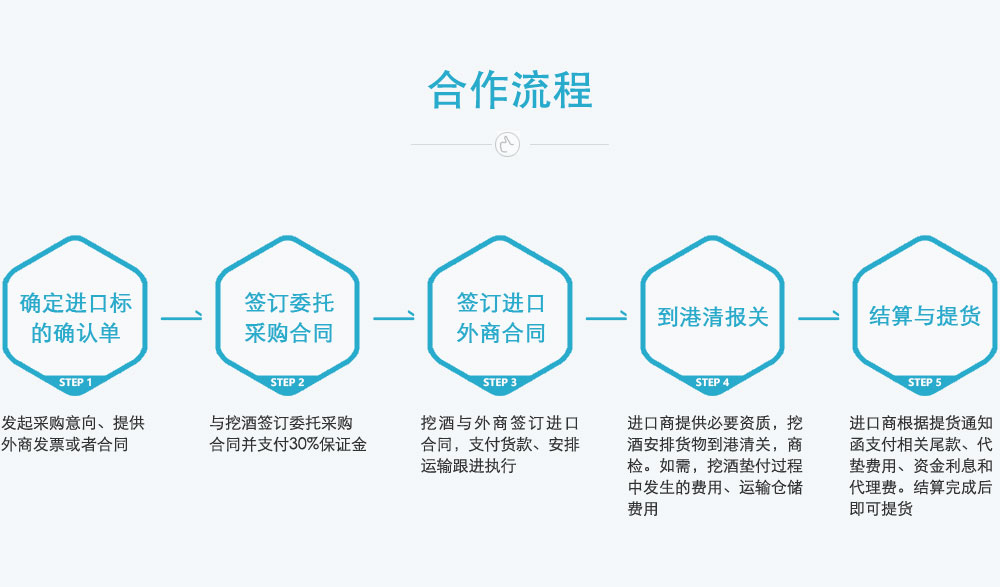 合作流程
确定进口标
的确认单
STEP 1
发起采购意向、提供
外商发票或者合同
签订委托
采购合同
STEP 2
与挖酒签订委托采购
合同并支付30%保证金
签订进口
外商合同
STEP 3
挖酒与外商签订进口
合同，支付货款、安排
运输跟进执行
到港清报关
STEP 4
进口商提供必要资质，挖
酒安排货物到港清关，商
检。如需，挖酒垫付过程
中发生的费用、运输仓储
费用
结算与提货
STEP 5
进口商根据提货通知
函支付相关尾款、代
垫费用、资金利息和
代理费。结算完成后
即可提货